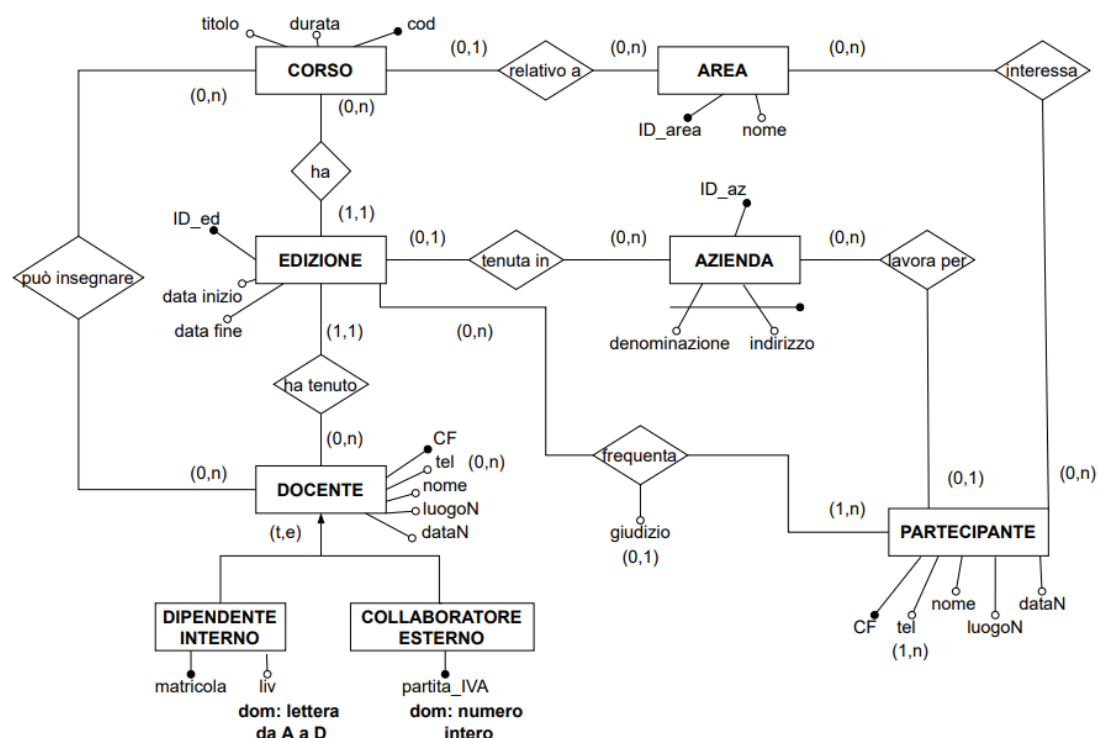 titolo durata cod
(0,1) (0,n) (0,n)
CORSO relativo a AREA interessa
(0,n) (0,n)
ID_area nome
ha
ID_az
ID_ed (1,1)
(0,1) (0,n) (0,n)
EDIZIONE tenuta in AZIENDA lavora per
può insegnare
data inizio
data fine (1,1) (0,n) denominazione indirizzo
ha tenuto
(0,n) CF
tel (0,n)
(0,n) nome frequenta (0,1) (0,n)
DOCENTE
luogoN
(t,e) dataN
giudizio (1,n)
(0,1) PARTECIPANTE
DIPENDENTE COLLABORATORE
INTERNO ESTERNO
nome dataN
CF tel luogoN
(1,n)
matricola liv partita_IVA
dom: lettera dom: numero
da A a D intero